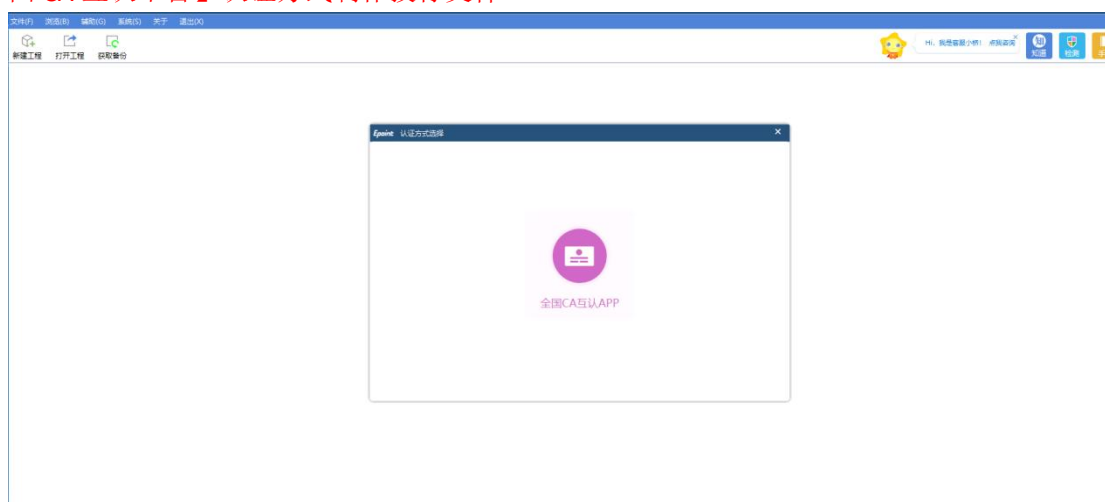 文件(F) 浏览(B) 辅助(G) 系统(S) 关于 退出(X)
新建工程 打开工程 获取备份
Hi，我是客服小桥！ 点我咨询
知道 检测
Epoint 认证方式选择
全国CA互认APP